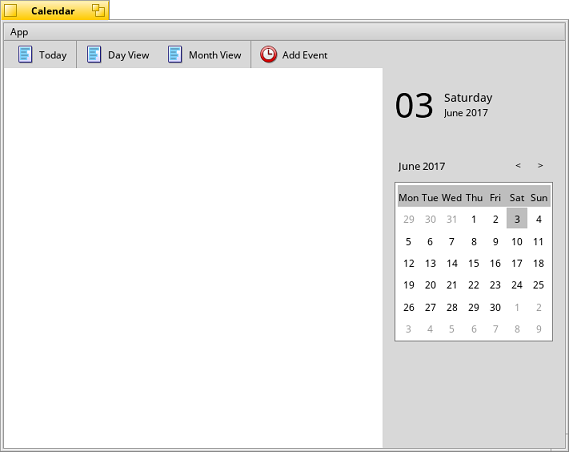 Calendar
App
Today Day View Month View Add Event
03 Saturday
June 2017
June 2017 < >
Mon Tue Wed Thu Fri Sat Sun
29 30 31 1 2 3 4
5 6 7 8 9 10 11
12 13 14 15 16 17 18
19 20 21 22 23 24 25
26 27 28 29 30 1 2
3 4 5 6 7 8 9